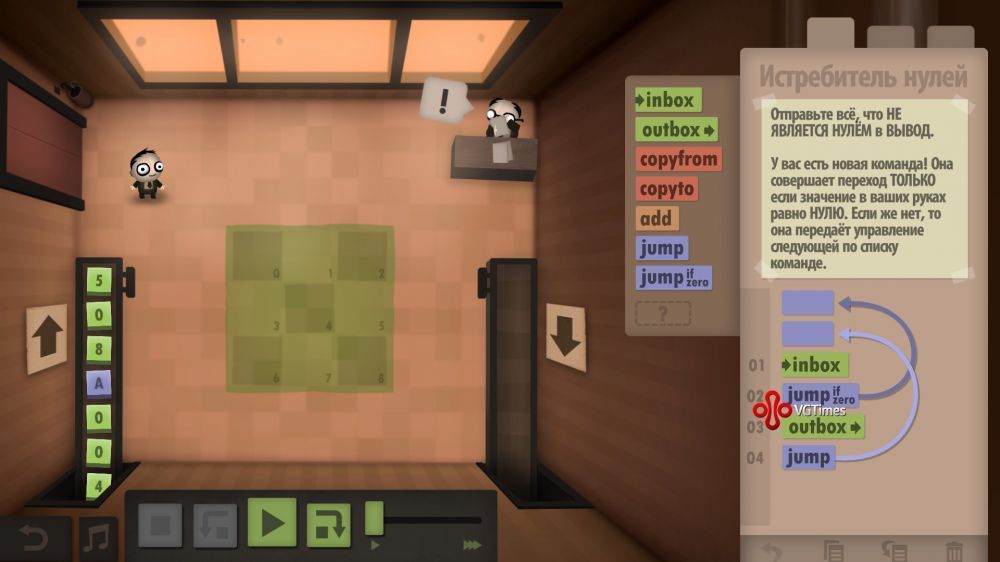 Истребитель нулей
Отправьте всё, что НЕ
ЯВЛЯЕТСЯ НУЛЁМ в ВЫВОД.
У вас есть новая команда! Она
совершает переход ТОЛЬКО
если значение в ваших руках
равно НУЛЮ. Если же нет, то
она передаёт управление
следующей по списку
команде.
!
inbox
outbox
copyfrom
copyto
add
jump
jump if zero
?
01 inbox
02 jump if zero
VGTimes
03 outbox
04 jump
0 1 2
3 4 5
6 7 8
5
0
8
A
0
0
4